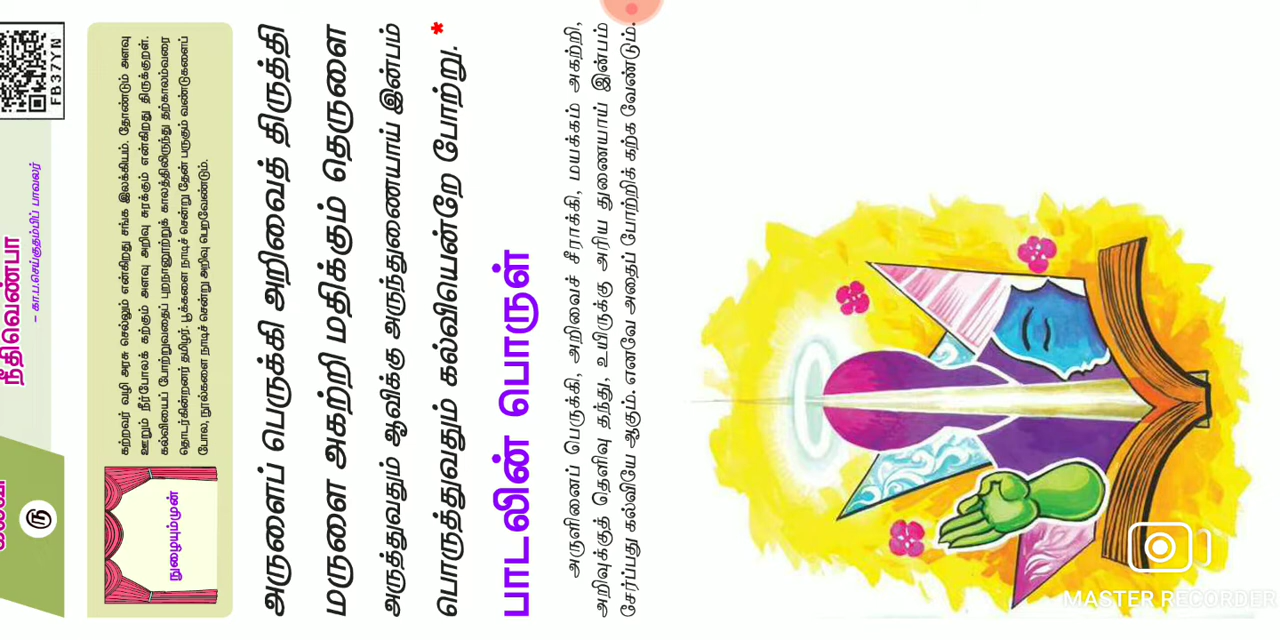 நீதிவெண்பா
– கா.ப.செய்குதம்பிப் பாவலர்
FB37YN
நுழையும்முன்
கற்றவர் வழி அரசு செல்லும் என்கிறது சங்க இலக்கியம். தோண்டும் அளவு
ஊறும் நீர்போலக் கற்கும் அளவு அறிவு சுரக்கும் என்கிறது திருக்குறள்.
கல்வியைப் போற்றுவதைப் புறநானூற்றுக் காலத்திலிருந்து தற்காலம்வரை
தொடர்கின்றனர் தமிழர். பூக்களை நாடிச் சென்று தேன் பருகும் வண்டுகளைப்
போல, நூல்களை நாடிச் சென்று அறிவு பெறவேண்டும்.
அருளைப் பெருக்கி அறிவைத் திருத்தி
மருளை அகற்றி மதிக்கும் தெருளை
அருத்துவதும் ஆவிக்கு அருந்துணையாய் இன்பம்
பொருத்துவதும் கல்வியென்றே போற்று. *
பாடலின் பொருள்
அருளினைப் பெருக்கி, அறிவைச் சீராக்கி, மயக்கம் அகற்றி,
அறிவுக்குத் தெளிவு தந்து, உயிருக்கு அரிய துணையாய் இன்பம்
சேர்ப்பது கல்வியே ஆகும். எனவே அதைப் போற்றிக் கற்க வேண்டும்.
MASTER RECORDER